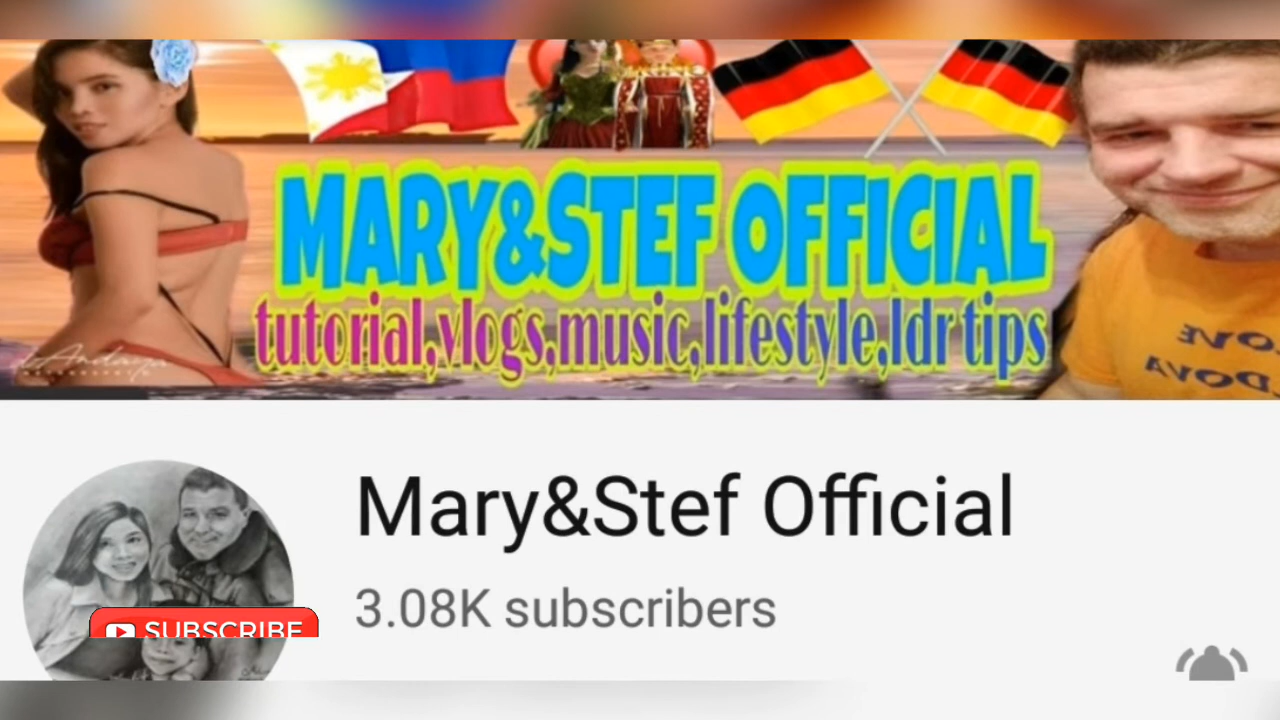 MARY&STEF OFFICIAL
tutorial,vlogs,music,lifestyle,ldr tips
Mary&Stef Official
3.08K subscribers
SUBSCRIBE